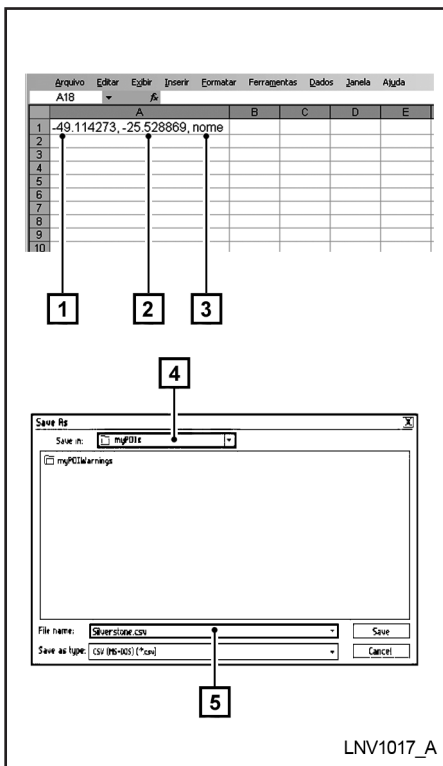 Arquivo Editar Exibir Inserir Formatar Ferramentas Dados Janela Ajuda
A18 fx
A B C D E
1 -49.114273, -25.528869, nome
2
3
4
5
6
7
8
9
10
1 2 3
4
Save As X
Save in: myPOIs
myPOIWarnings
File name: Silverstone.csv Save
Save as type: CSV (MS-DOS) (*.csv) Cancel
5
LNV1017_A